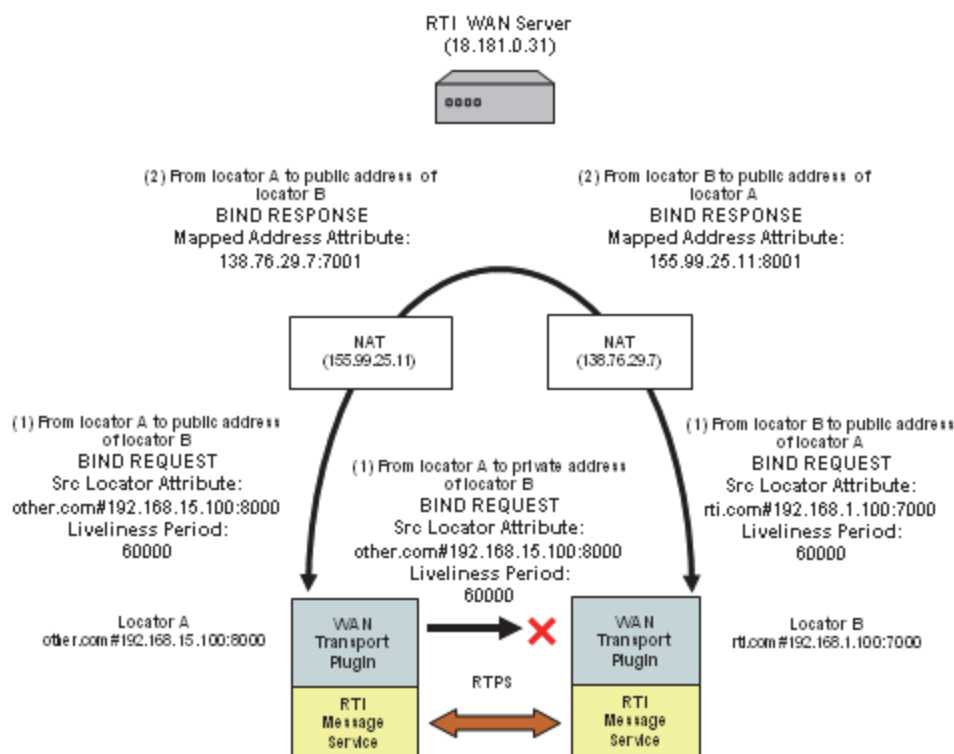 RTI WAN Server
(18.181.0.31)
(2) From locator A to public address of
locator B
BIND RESPONSE
Mapped Address Attribute:
138.76.29.7:7001
(2) From locator B to public address of
locator A
BIND RESPONSE
Mapped Address Attribute:
155.99.25.11:8001
NAT
(155.99.25.11)
NAT
(138.76.29.7)
(1) From locator A to public address
of locator B
BIND REQUEST
Src Locator Attribute:
other.com#192.168.15.100:8000
Liveliness Period:
60000
(1) From locator A to private address
of locator B
BIND REQUEST
Src Locator Attribute:
other.com#192.168.15.100:8000
Liveliness Period:
60000
(1) From locator B to public address
of locator A
BIND REQUEST
Src Locator Attribute:
rti.com#192.168.1.100:7000
Liveliness Period:
60000
Locator A
other.com#192.168.15.100:8000
WAN
Transport
Plugin
WAN
Transport
Plugin
Locator B
rti.com#192.168.1.100:7000
RTPS
RTI
Message
Service
RTI
Message
Service